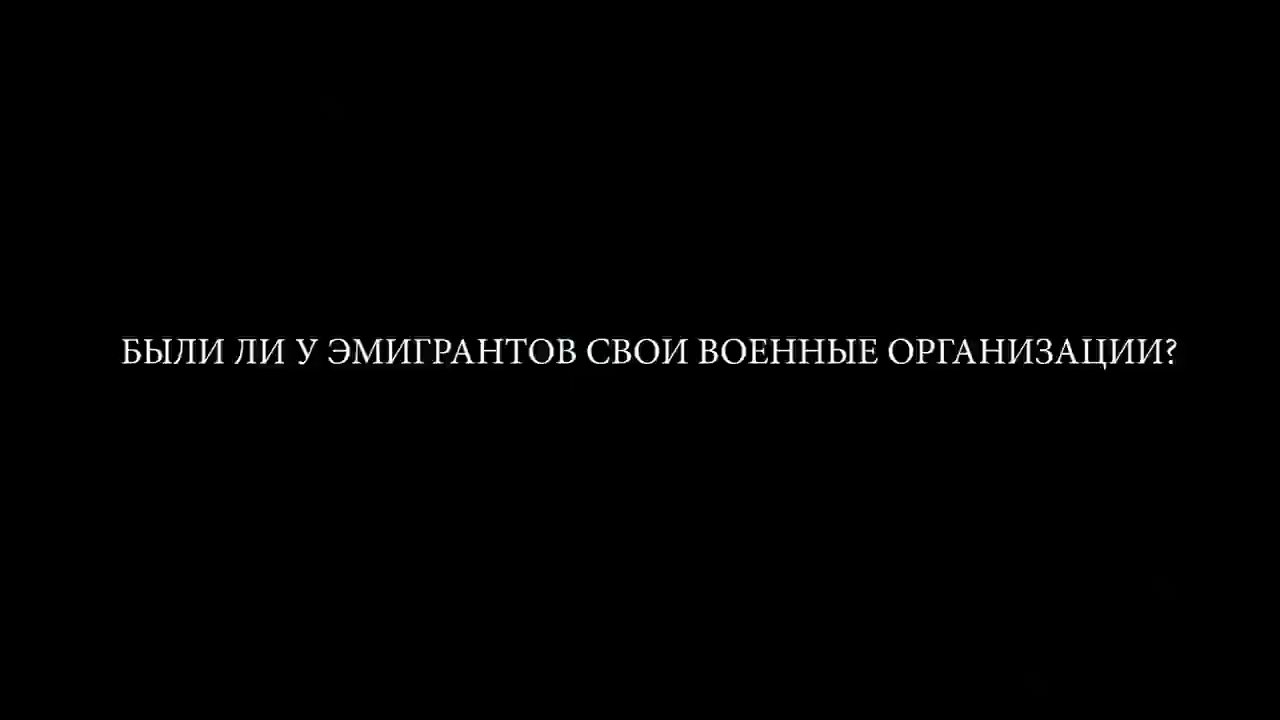 БЫЛИ ЛИ У ЭМИГРАНТОВ СВОИ ВОЕННЫЕ ОРГАНИЗАЦИИ?